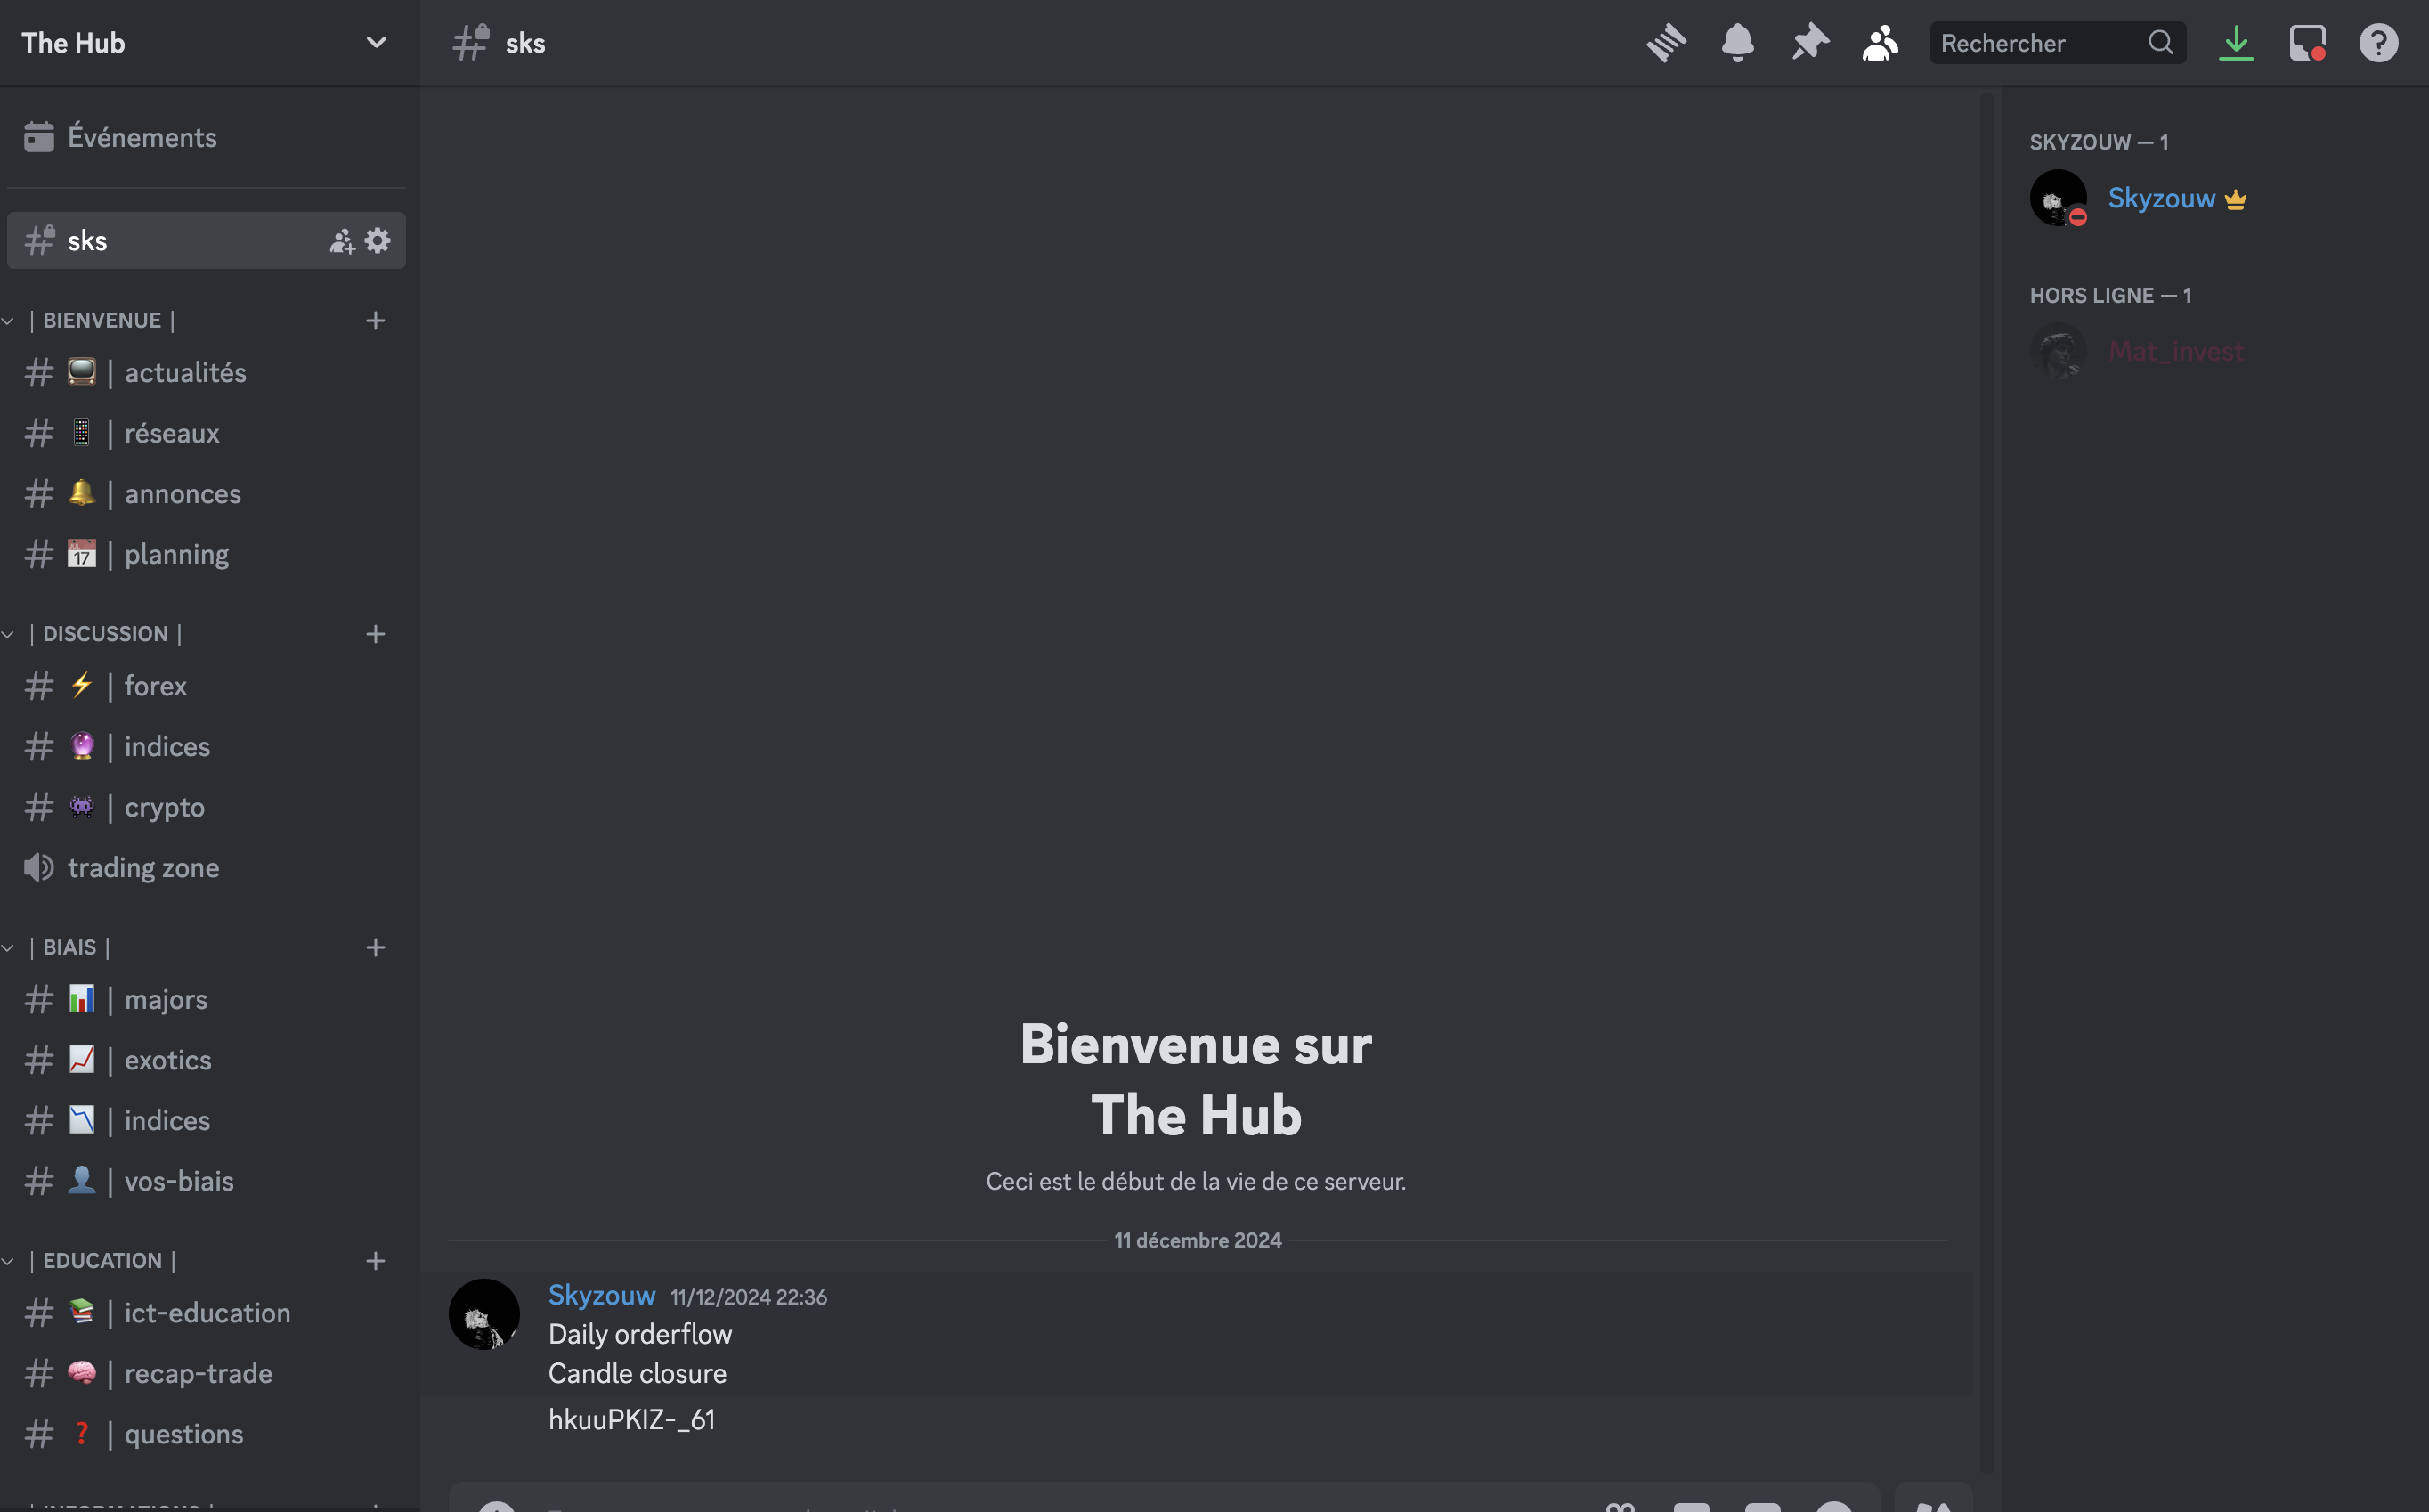 The Hub
sks
Rechercher
Événements
sks
| BIENVENUE |
| actualités
| réseaux
| annonces
| planning
| DISCUSSION |
| forex
| indices
| crypto
trading zone
| BIAIS |
| majors
| exotics
| indices
| vos-biais
| EDUCATION |
| ict-education
| recap-trade
| questions
Bienvenue sur
The Hub
Ceci est le début de la vie de ce serveur.
11 décembre 2024
Skyzouw 11/12/2024 22:36
Daily orderflow
Candle closure
hkuuPKIZ-_61
SKYZOUW — 1
Skyzouw
HORS LIGNE — 1
Mat_invest